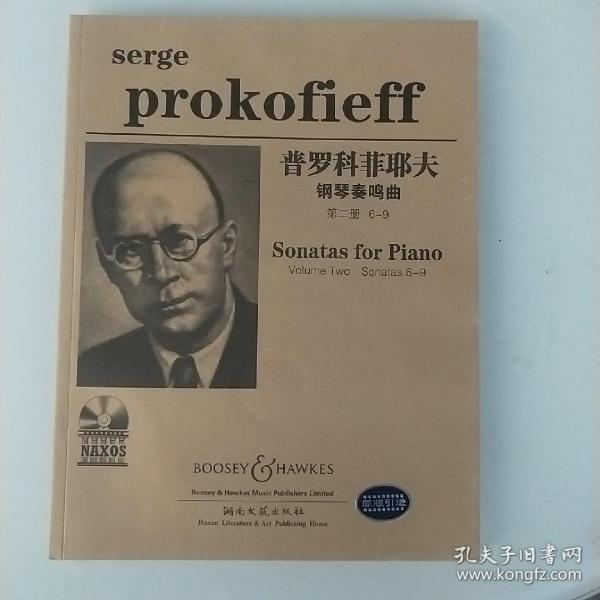 serge
prokofieff
普罗科菲耶夫
钢琴奏鸣曲
第二册 6-9
Sonatas for Piano
Volume Two Sonatas 6-9
NAXOS
BOOSEY & HAWKES
Boosey & Hawkes Music Publishers Limited
湖南文艺出版社
Hunan Literature & Art Publishing House
原版引进
孔夫子旧书网
www.kongfz.com